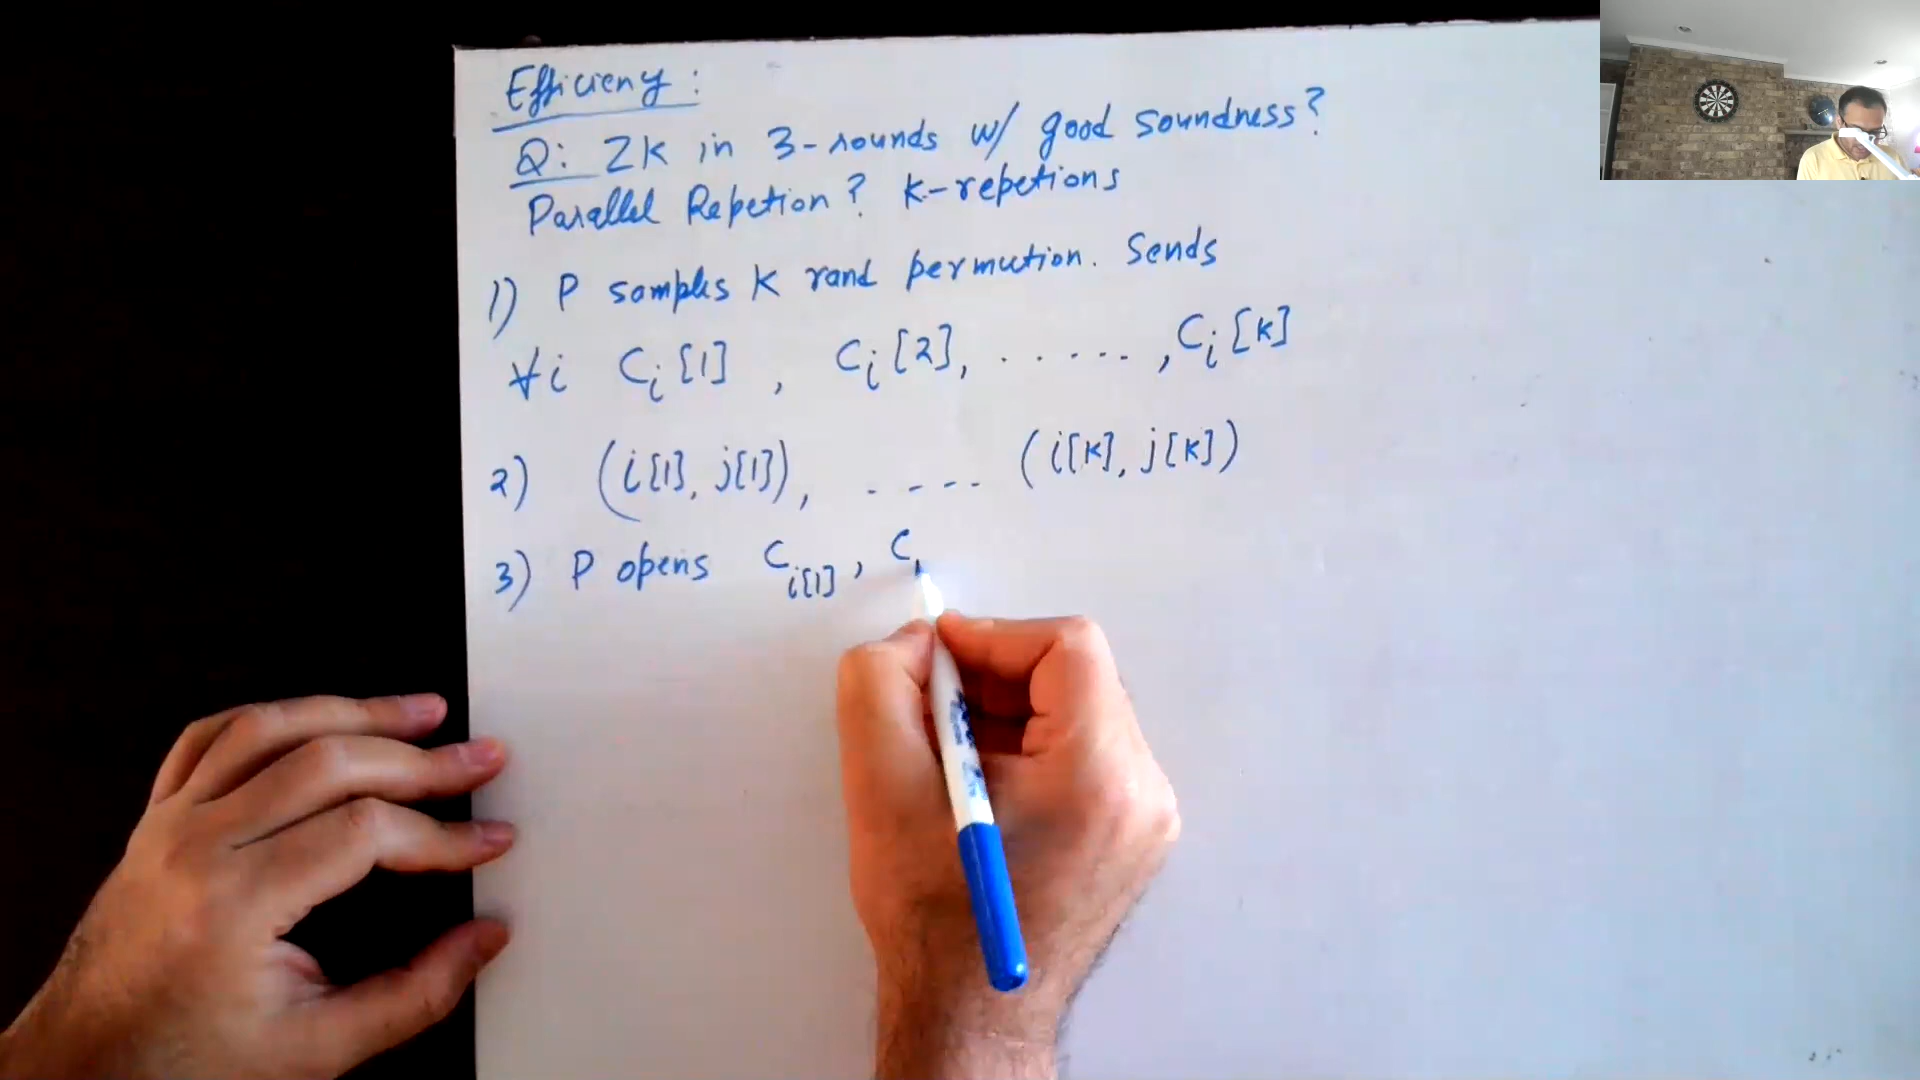 Efficieny :
Q: ZK in 3-rounds w/ good soundness?
Parallel Repetion? K-repetions
1) P samples K rand permution. Sends
∀i C_i[1], C_i[2], ....., C_i[K]
2) (i[1], j[1]), .... (i[K], j[K])
3) P opens C_i[1], C